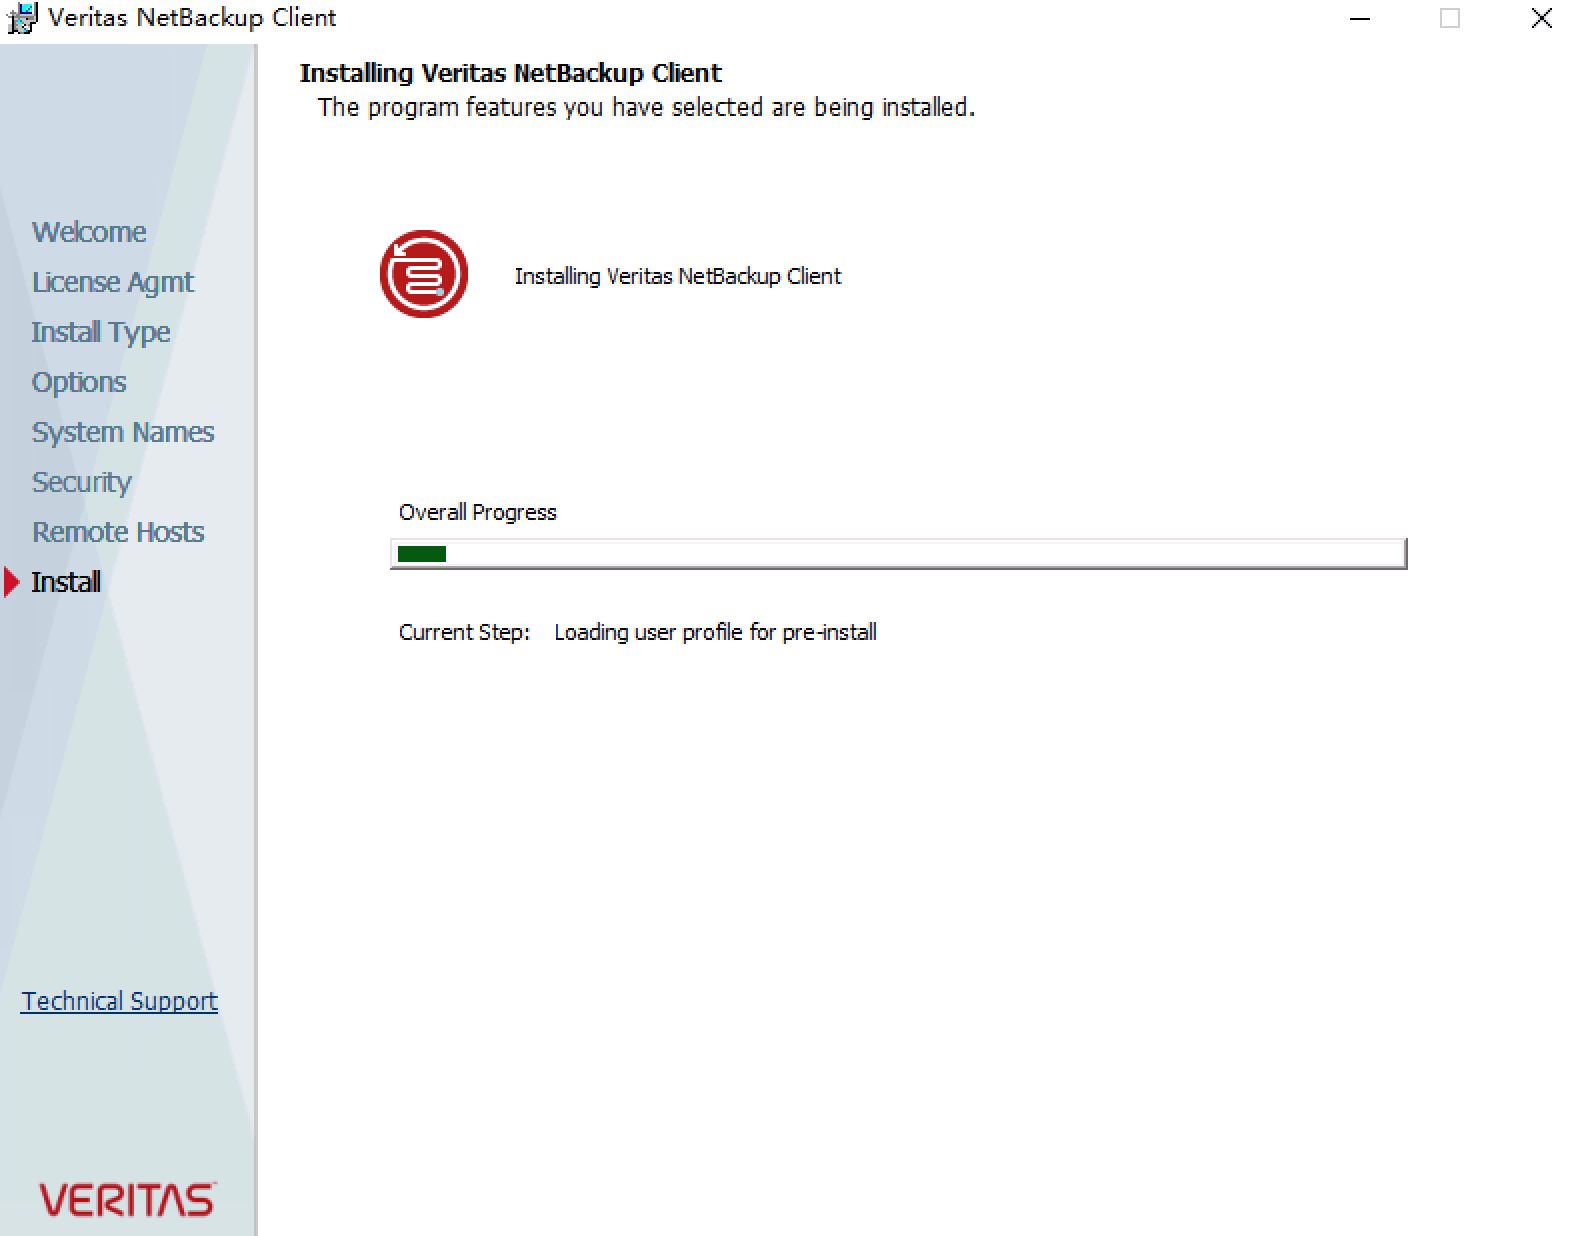 Veritas NetBackup Client
Installing Veritas NetBackup Client
The program features you have selected are being installed.
Welcome
License Agmt
Install Type
Options
System Names
Security
Remote Hosts
Install
Installing Veritas NetBackup Client
Overall Progress
Current Step: Loading user profile for pre-install
Technical Support
VERITAS